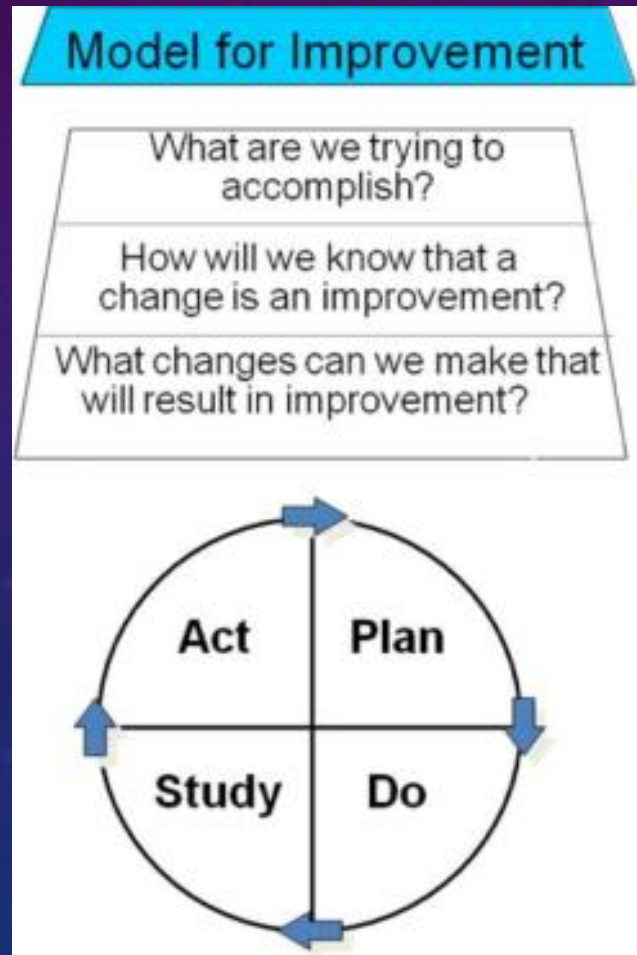 Model for Improvement
What are we trying to
accomplish?
How will we know that a
change is an improvement?
What changes can we make that
will result in improvement?
Act
Plan
Study
Do